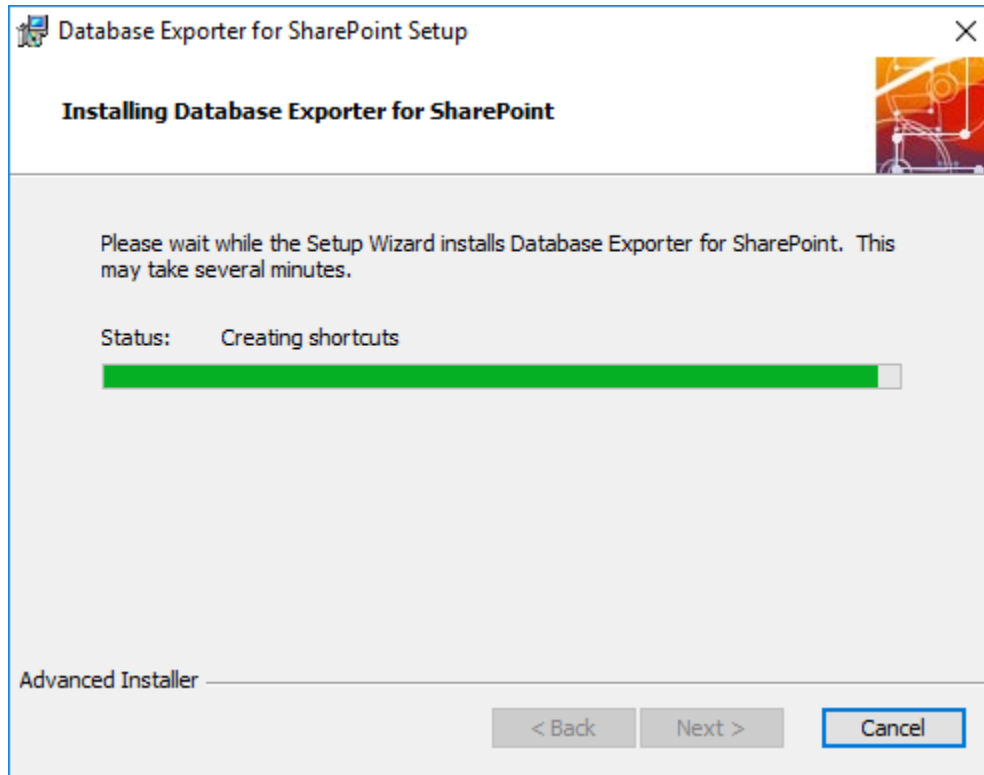 Database Exporter for SharePoint Setup
Installing Database Exporter for SharePoint
Please wait while the Setup Wizard installs Database Exporter for SharePoint.  This
may take several minutes.
Status: Creating shortcuts
Advanced Installer
< Back Next > Cancel